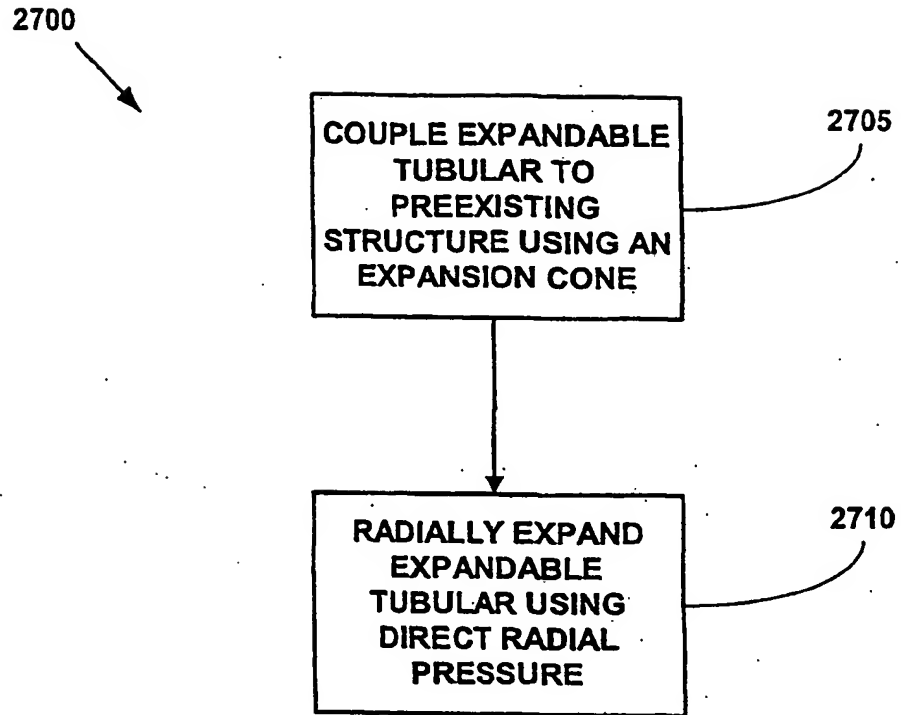 2700
COUPLE EXPANDABLE
TUBULAR TO
PREEXISTING
STRUCTURE USING AN
EXPANSION CONE
2705
RADIALLY EXPAND
EXPANDABLE
TUBULAR USING
DIRECT RADIAL
PRESSURE
2710